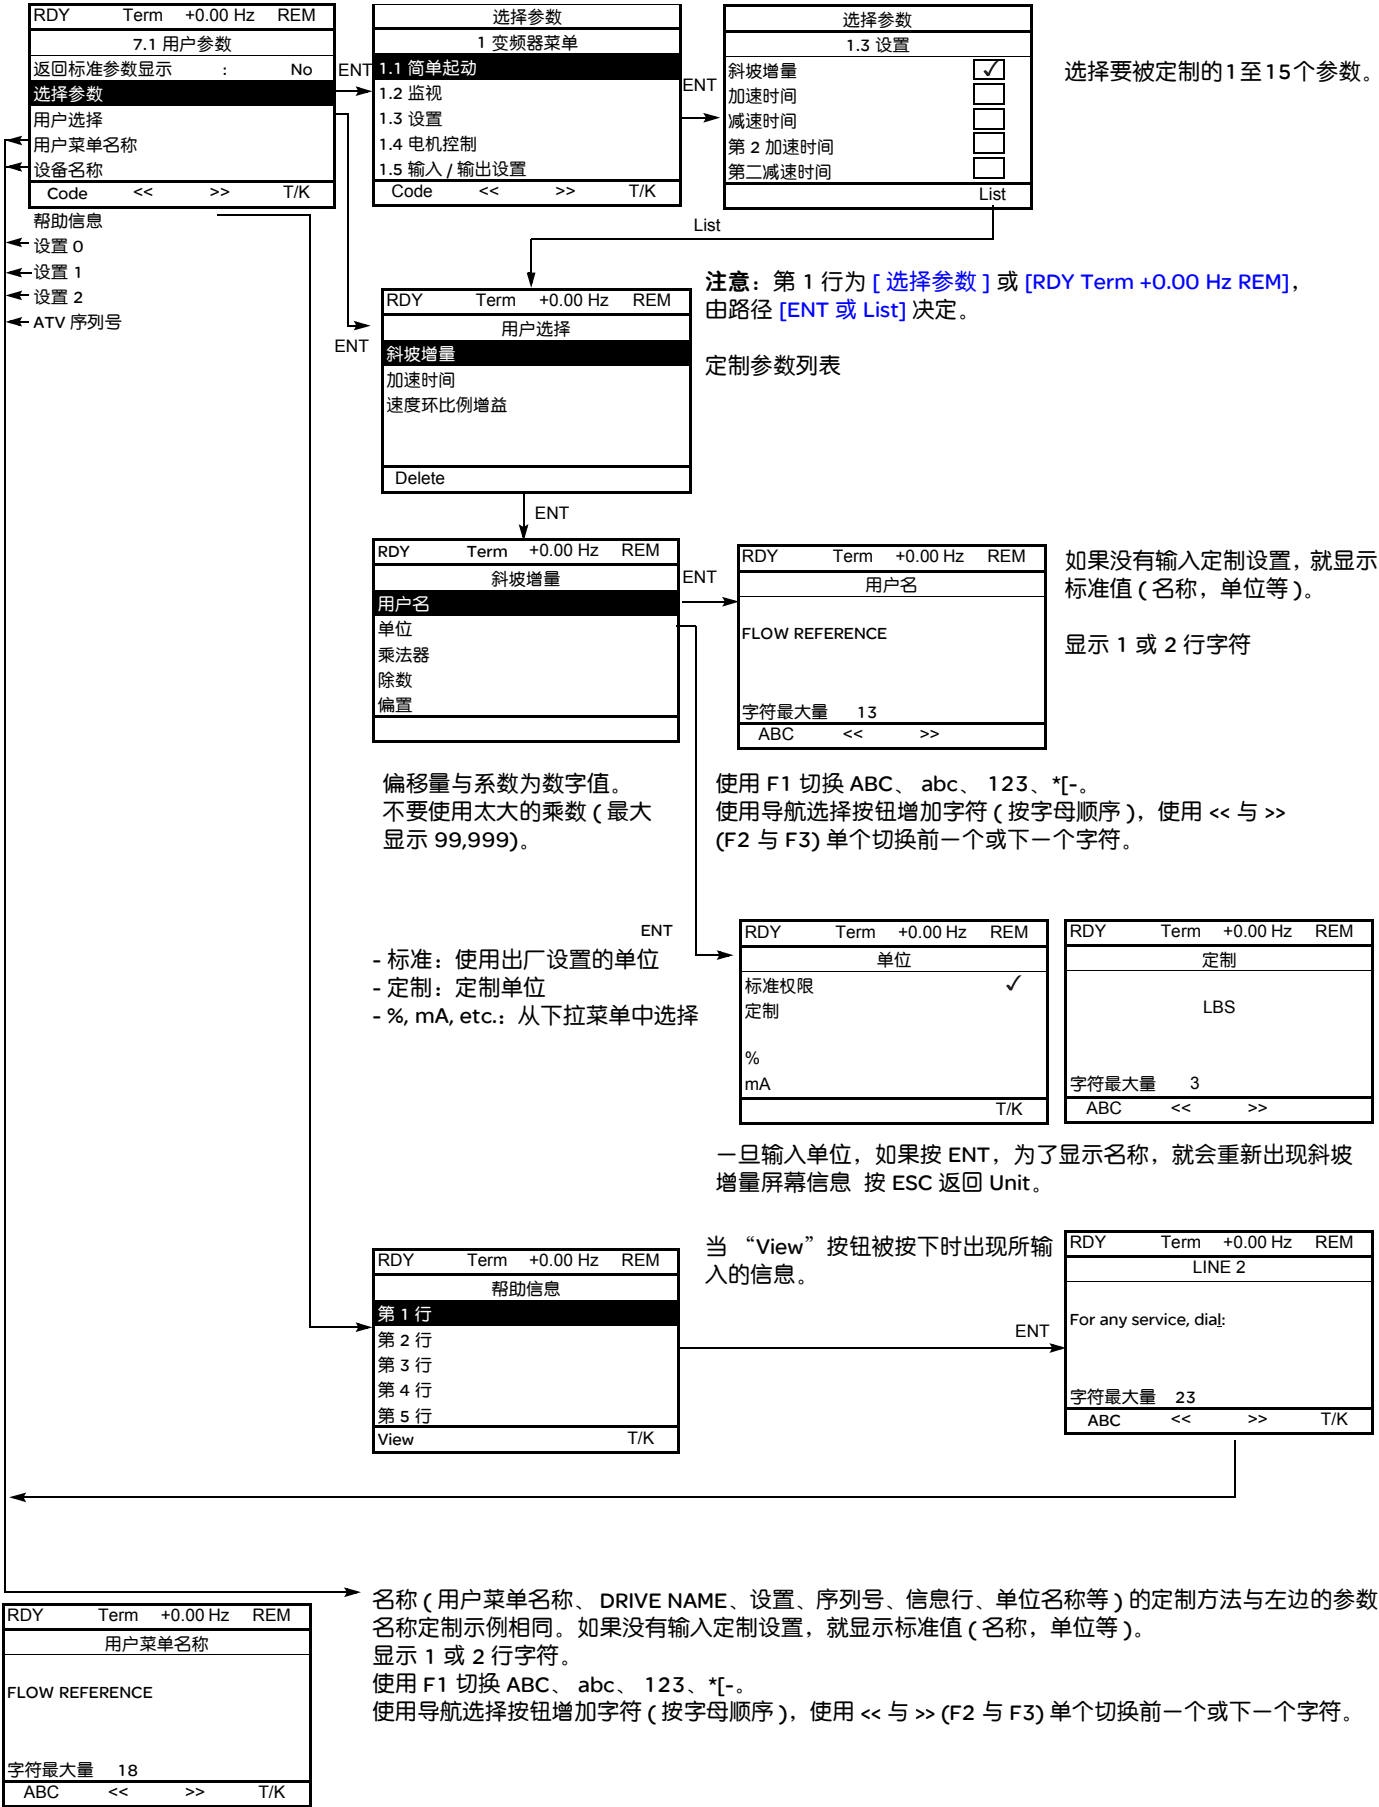 RDY Term +0.00 Hz REM
7.1 用户参数
返回标准参数显示 : No
选择参数
用户选择
用户菜单名称
设备名称
Code << >> T/K
帮助信息
设置 0
设置 1
设置 2
ATV 序列号
ENT
选择参数
1 变频器菜单
1.1 简单起动
1.2 监视
1.3 设置
1.4 电机控制
1.5 输入 / 输出设置
Code << >> T/K
ENT
选择参数
1.3 设置
斜坡增量 ✓
加速时间
减速时间
第 2 加速时间
第二减速时间
List
选择要被定制的1至15个参数。
List
ENT
RDY Term +0.00 Hz REM
用户选择
斜坡增量
加速时间
速度环比例增益
Delete
注意：第 1 行为 [ 选择参数 ] 或 [RDY Term +0.00 Hz REM]，
由路径 [ENT 或 List] 决定。
定制参数列表
ENT
RDY Term +0.00 Hz REM
斜坡增量
用户名
单位
乘法器
除数
偏置
ENT
RDY Term +0.00 Hz REM
用户名
FLOW REFERENCE
字符最大量 13
ABC << >>
如果没有输入定制设置，就显示
标准值 ( 名称，单位等 )。
显示 1 或 2 行字符
偏移量与系数为数字值。
不要使用太大的乘数 ( 最大
显示 99,999)。
使用 F1 切换 ABC、 abc、 123、*[-。
使用导航选择按钮增加字符 ( 按字母顺序 )，使用 << 与 >>
(F2 与 F3) 单个切换前一个或下一个字符。
ENT
- 标准：使用出厂设置的单位
- 定制：定制单位
- %, mA, etc.：从下拉菜单中选择
RDY Term +0.00 Hz REM
单位
标准权限 ✓
定制
%
mA
T/K
RDY Term +0.00 Hz REM
定制
LBS
字符最大量 3
ABC << >>
一旦输入单位，如果按 ENT，为了显示名称，就会重新出现斜坡
增量屏幕信息 按 ESC 返回 Unit。
RDY Term +0.00 Hz REM
帮助信息
第 1 行
第 2 行
第 3 行
第 4 行
第 5 行
View T/K
当 “View”按钮被按下时出现所输
入的信息。
ENT
RDY Term +0.00 Hz REM
LINE 2
For any service, dial:
字符最大量 23
ABC << >> T/K
RDY Term +0.00 Hz REM
用户菜单名称
FLOW REFERENCE
字符最大量 18
ABC << >> T/K
名称 ( 用户菜单名称、 DRIVE NAME、设置、序列号、信息行、单位名称等 ) 的定制方法与左边的参数
名称定制示例相同。如果没有输入定制设置，就显示标准值 ( 名称，单位等 )。
显示 1 或 2 行字符。
使用 F1 切换 ABC、 abc、 123、*[-。
使用导航选择按钮增加字符 ( 按字母顺序 )，使用 << 与 >> (F2 与 F3) 单个切换前一个或下一个字符。